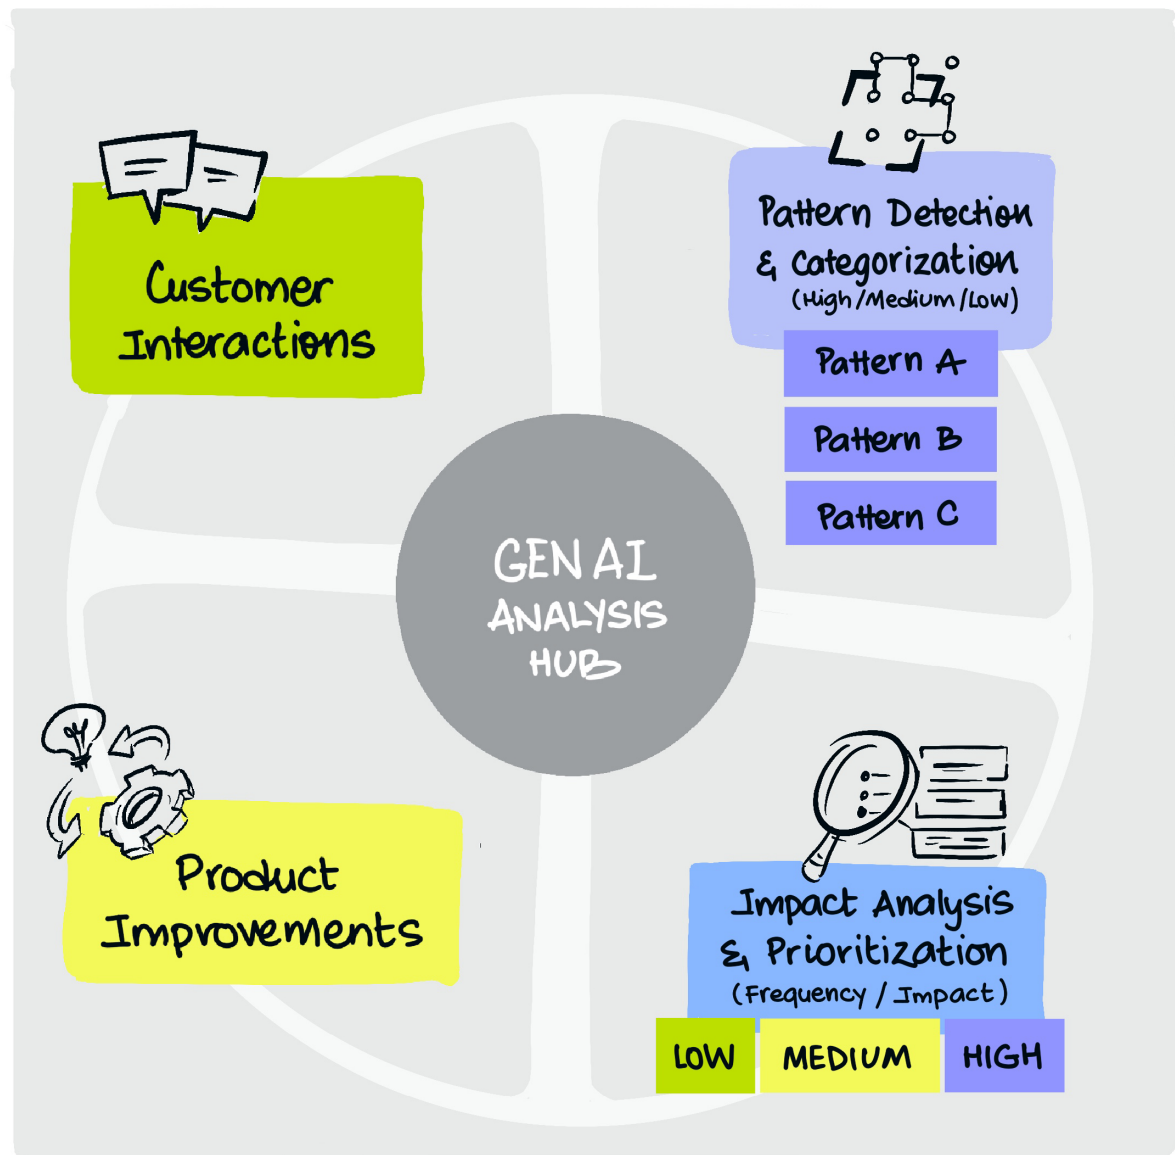 Customer
Interactions
Pattern Detection
& Categorization
(High/Medium/Low)
Pattern A
Pattern B
Pattern C
GEN AI
ANALYSIS
HUB
Product
Improvements
Impact Analysis
& Prioritization
(Frequency / Impact)
LOW
MEDIUM
HIGH